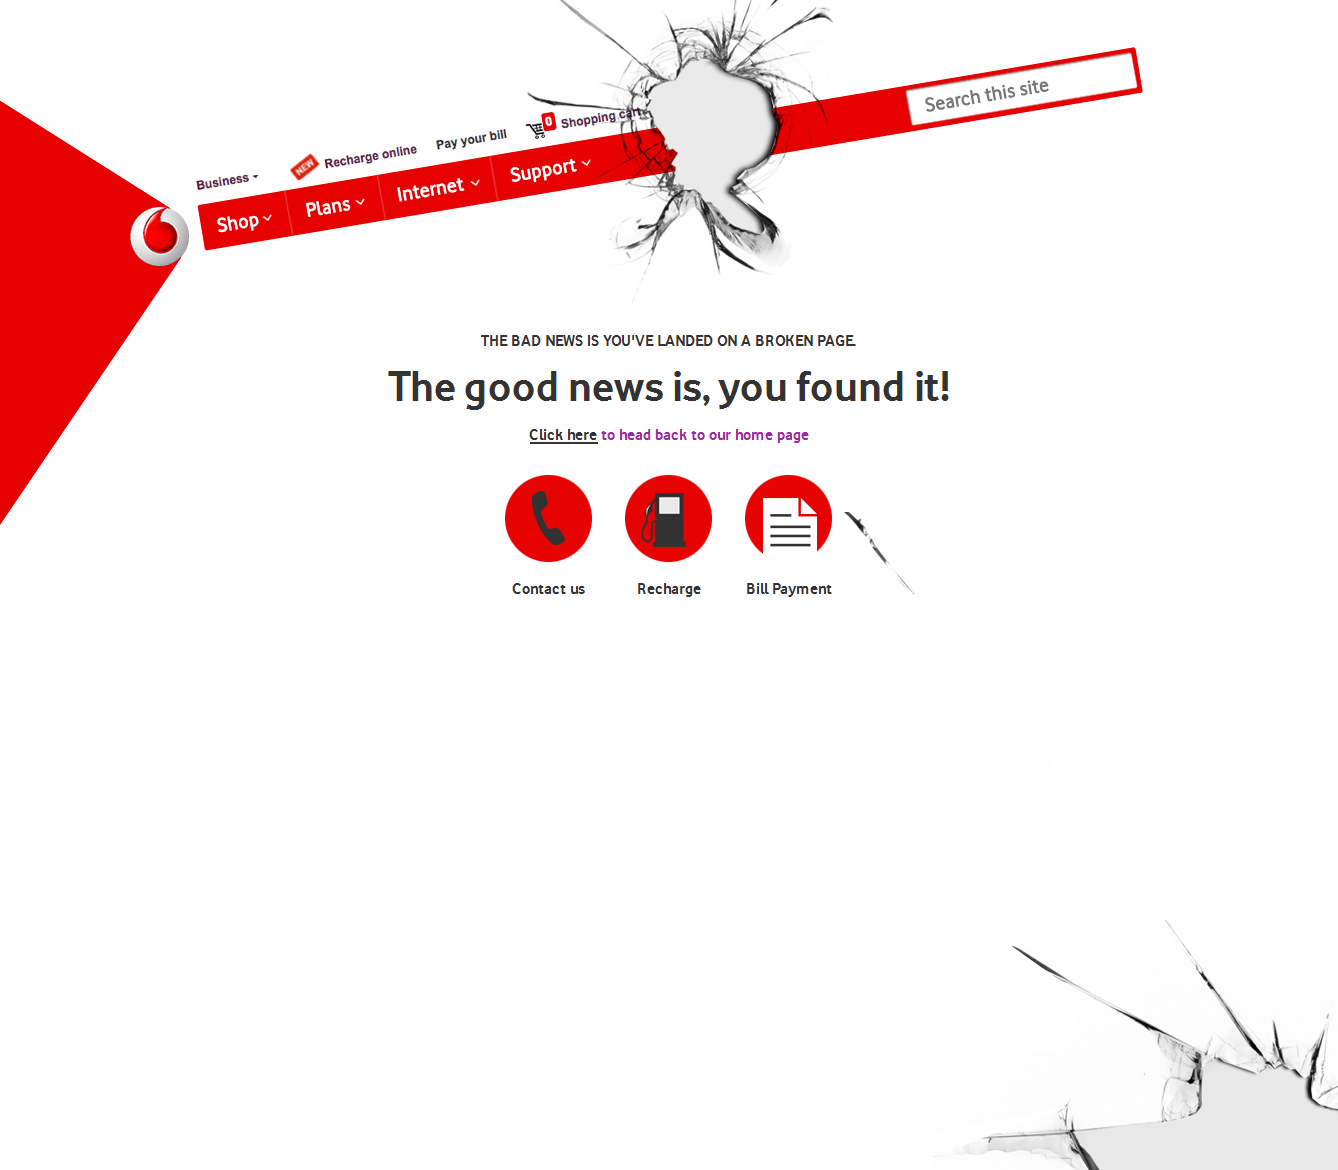 Business
NEW Recharge online
Pay your bill
0 Shopping cart
Shop
Plans
Internet
Support
Search this site
THE BAD NEWS IS YOU'VE LANDED ON A BROKEN PAGE.
The good news is, you found it!
Click here to head back to our home page
Contact us
Recharge
Bill Payment